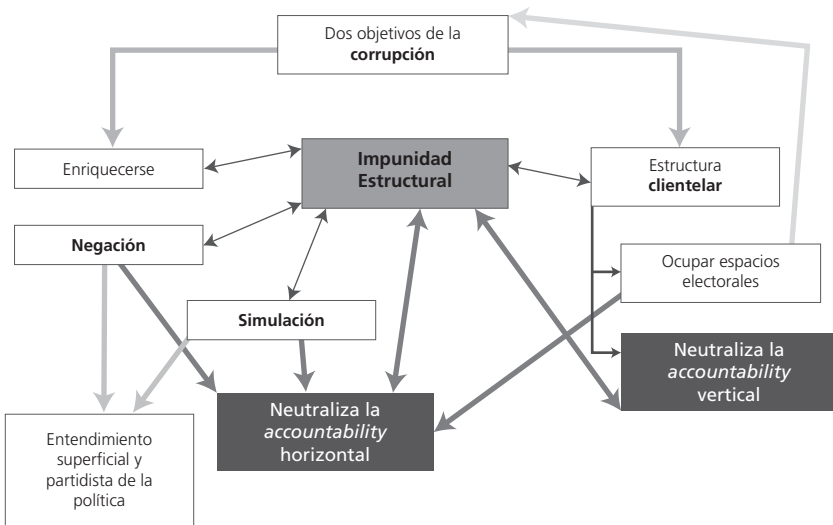 Dos objetivos de la
corrupción
Enriquecerse
Impunidad
Estructural
Estructura
clientelar
Negación
Ocupar espacios
electorales
Simulación
Neutraliza la
accountability
vertical
Neutraliza la
accountability
horizontal
Entendimiento
superficial y
partidista de la
política